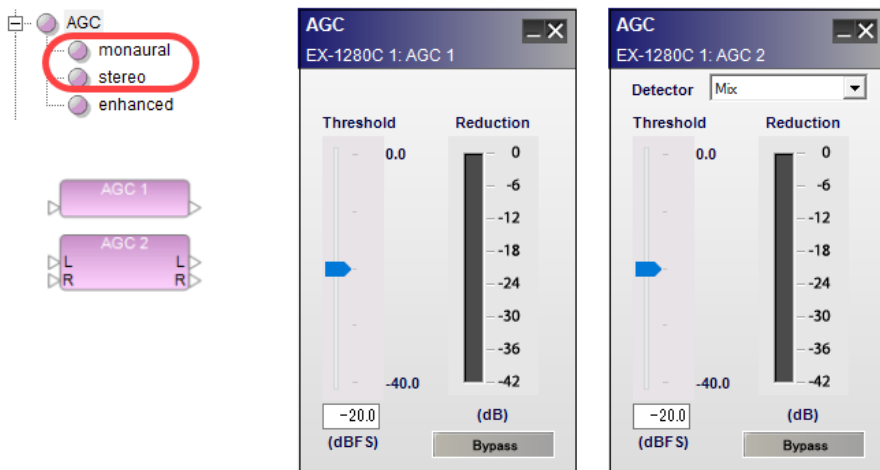 AGC
monaural
stereo
enhanced
AGC 1
AGC 2
L L
R R
AGC
EX-1280C 1: AGC 1
Threshold Reduction
0.0 0
-6
-12
-18
-24
-30
-36
-40.0 -42
-20.0 (dB)
(dBFS) Bypass
AGC
EX-1280C 1: AGC 2
Detector Mix
Threshold Reduction
0.0 0
-6
-12
-18
-24
-30
-36
-40.0 -42
-20.0 (dB)
(dBFS) Bypass